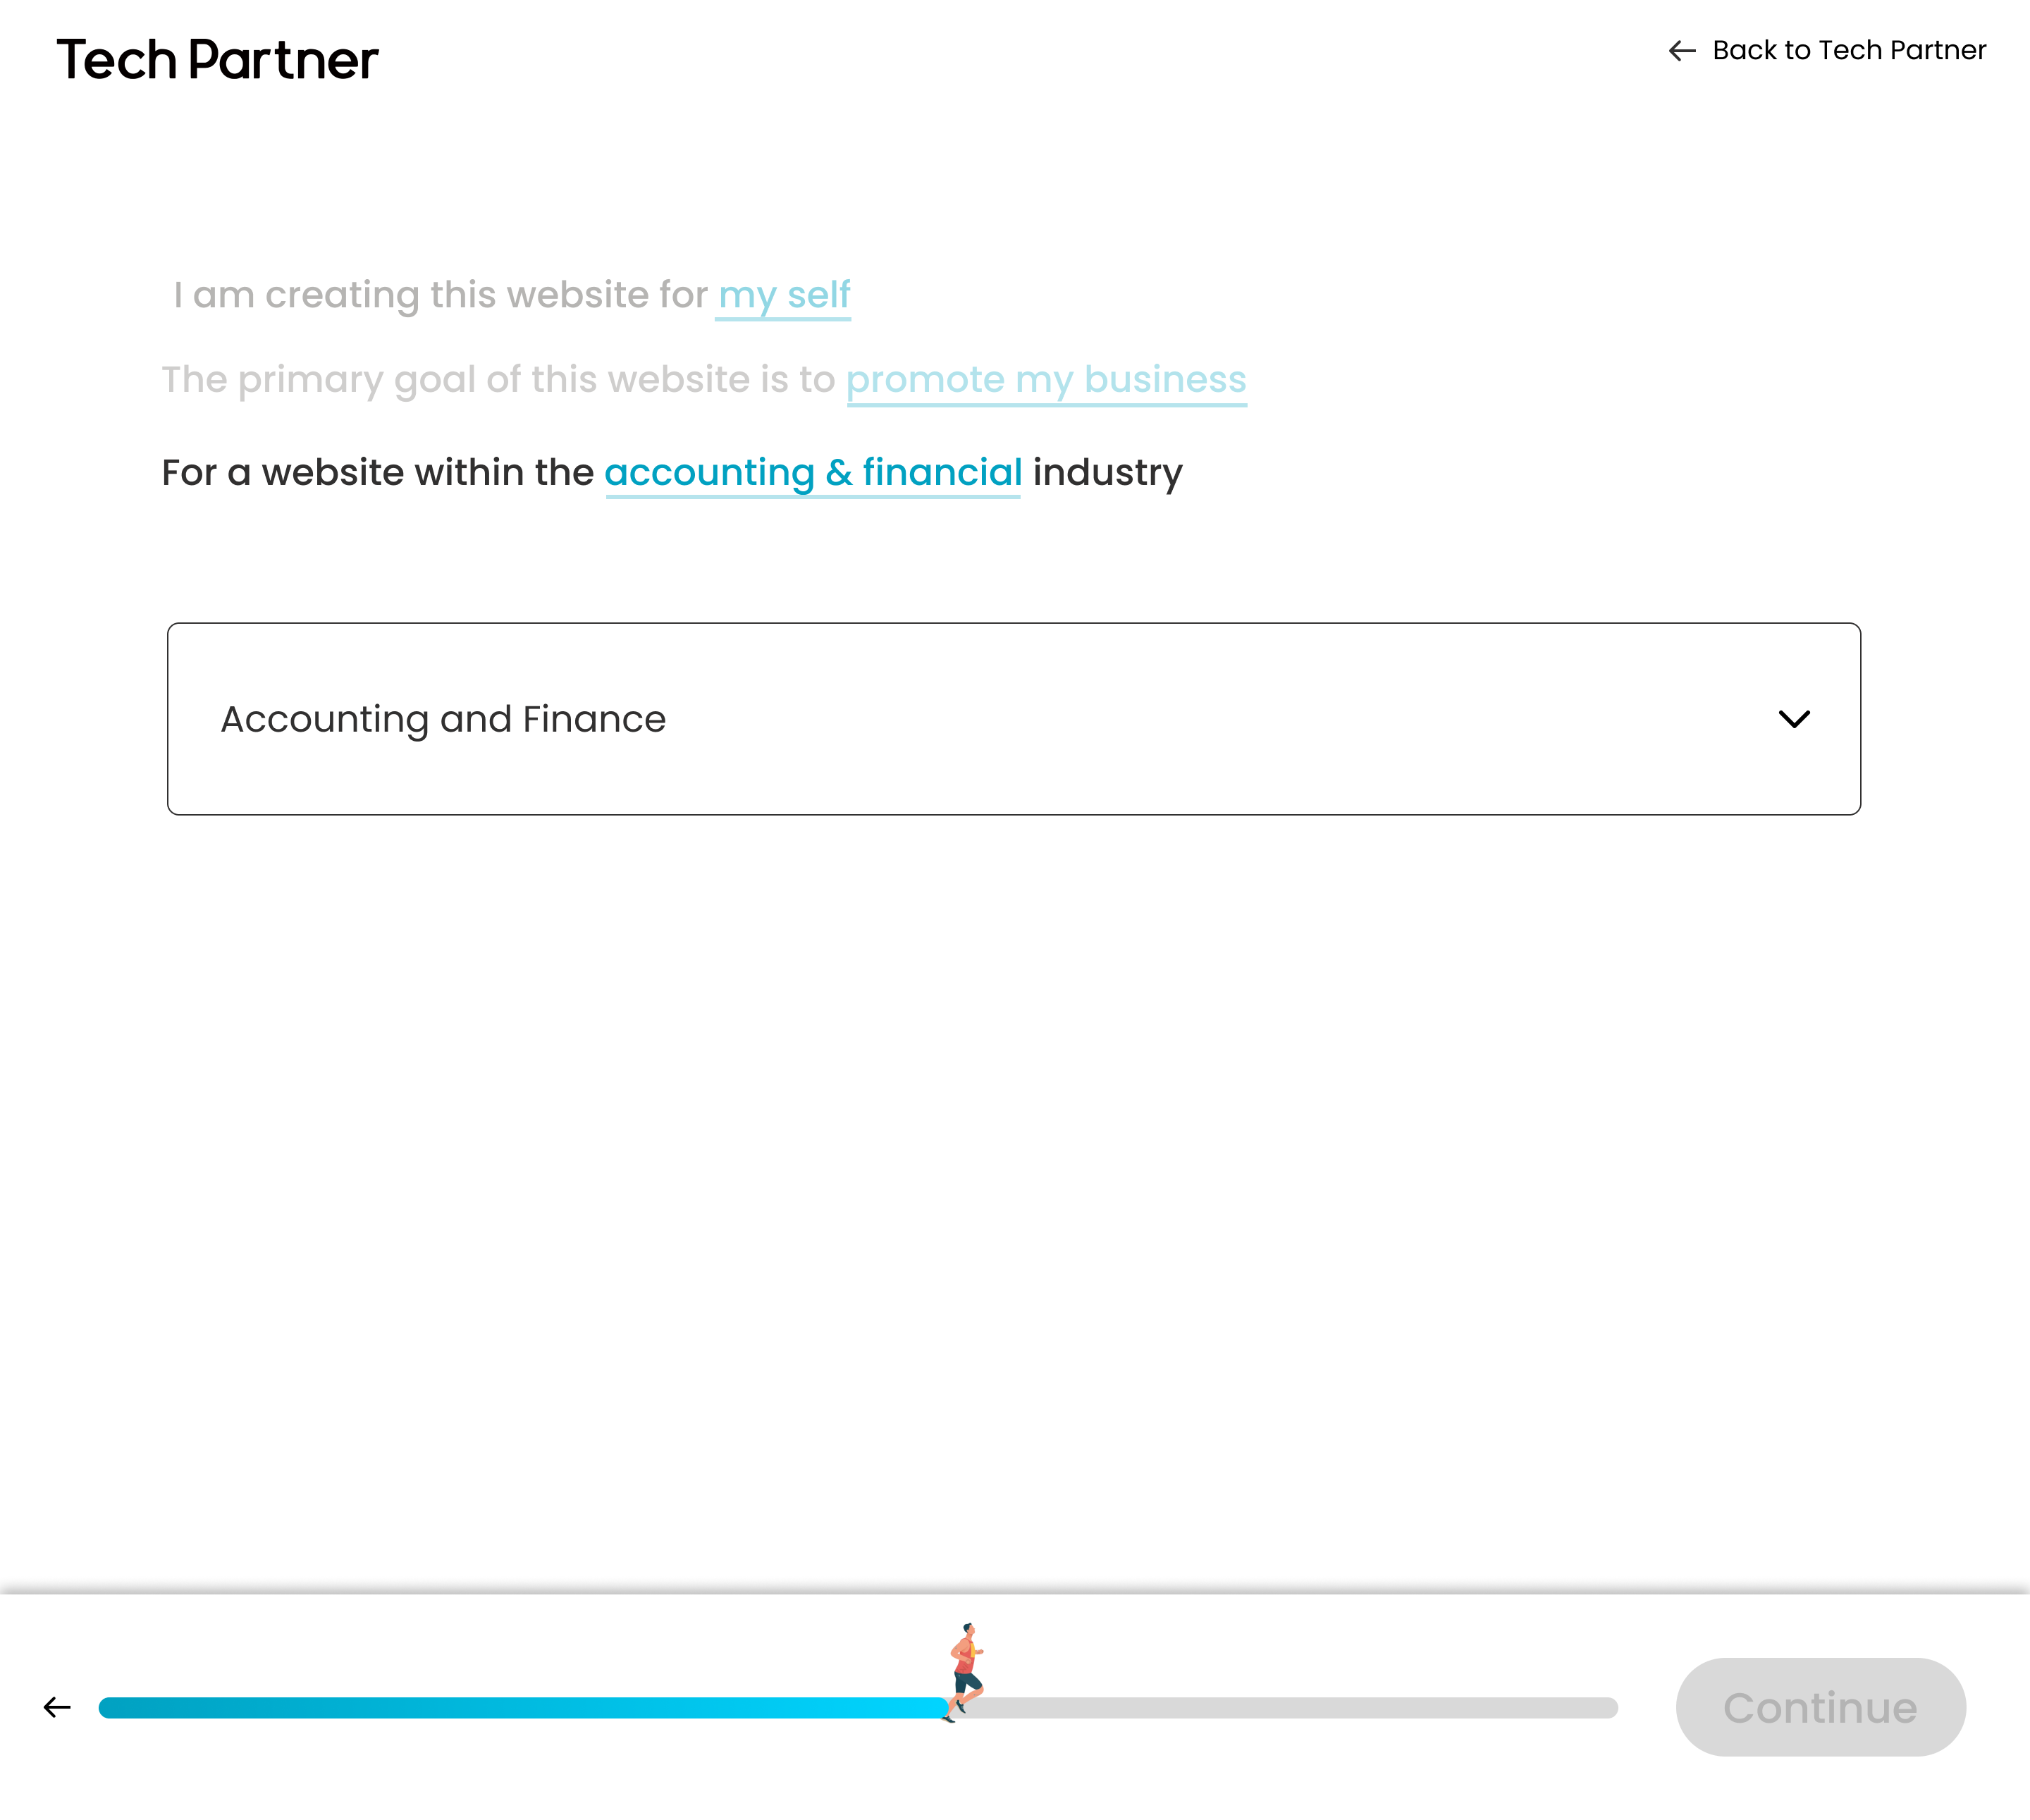 Tech Partner
Back to Tech Partner
I am creating this website for my self
The primary goal of this website is to promote my business
For a website within the accounting & financial industry
Accounting and Finance
Continue